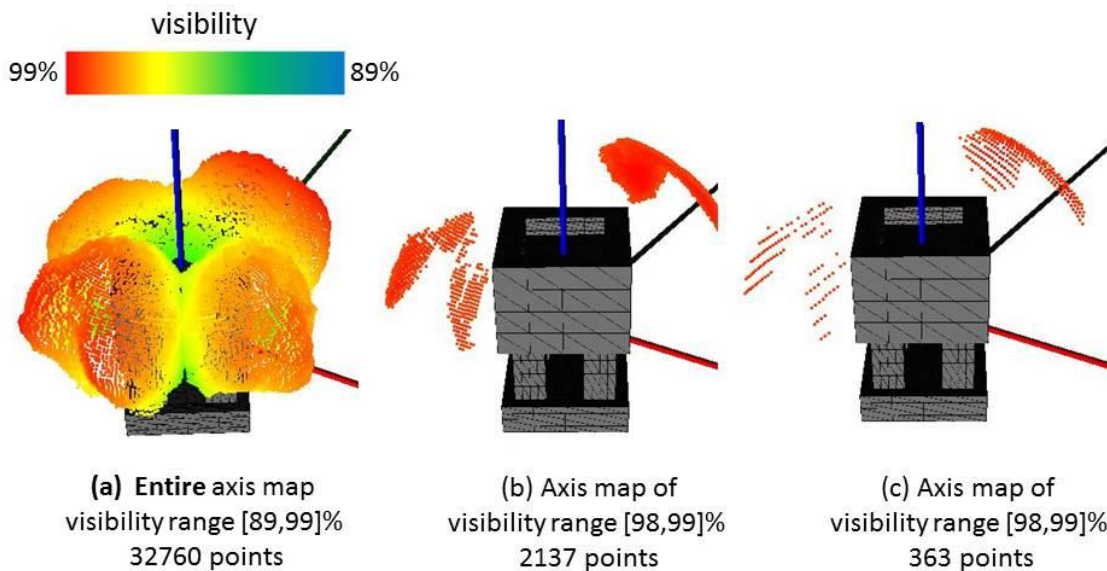 visibility
99%
89%
(a) Entire axis map
visibility range [89,99]%
32760 points
(b) Axis map of
visibility range [98,99]%
2137 points
(c) Axis map of
visibility range [98,99]%
363 points